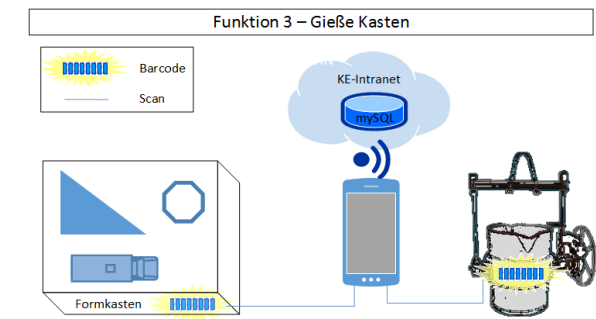 Funktion 3 – Gieße Kasten
Barcode
Scan
KE-Intranet
mySQL
Formkasten